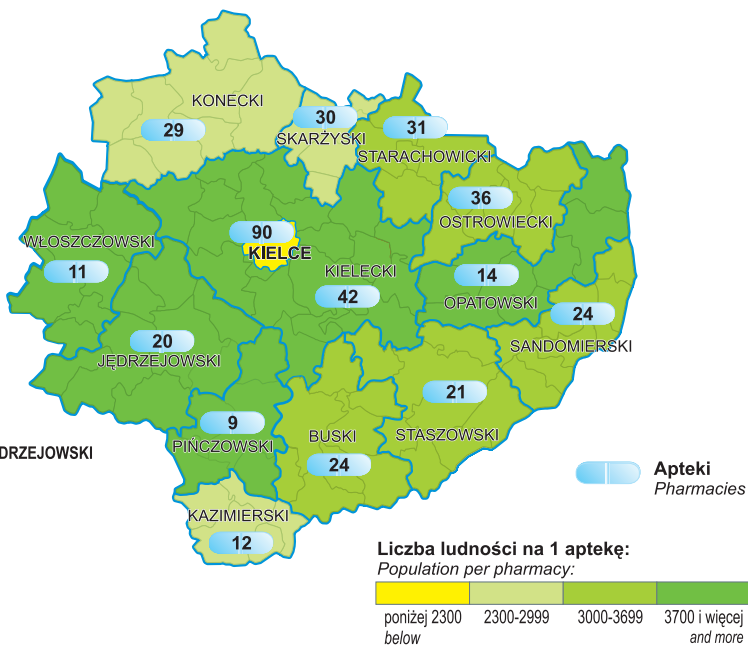 KONECKI
29
30
SKARŻYSKI
31
STARACHOWICKI
36
OSTROWIECKI
90
KIELCE
WŁOSZCZOWSKI
11
KIELECKI
42
14
OPATOWSKI
24
SANDOMIERSKI
20
JĘDRZEJOWSKI
21
STASZOWSKI
9
PIŃCZOWSKI
BUSKI
24
DRZEJOWSKI
KAZIMIERSKI
12
Apteki
Pharmacies
Liczba ludności na 1 aptekę:
Population per pharmacy:
poniżej 2300 2300-2999 3000-3699 3700 i więcej
below and more